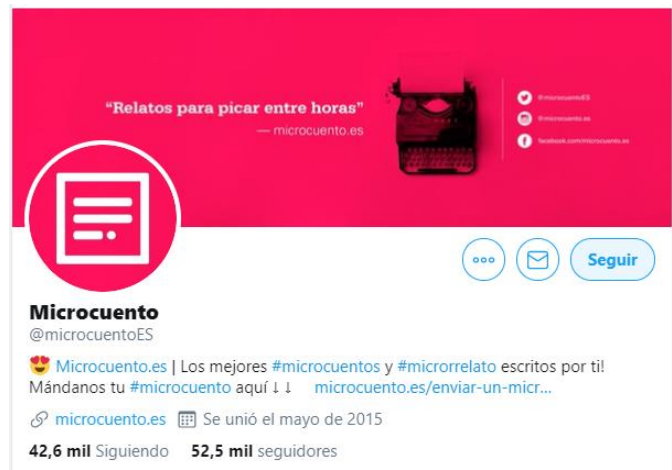 “Relatos para picar entre horas”
— microcuento.es
@microcuentoES
@microcuento.es
facebook.com/microcuento.es
Seguir
Microcuento
@microcuentoES
😍 Microcuento.es | Los mejores #microcuentos y #microrrelato escritos por ti!
Mándanos tu #microcuento aquí ↓ ↓ microcuento.es/enviar-un-micr...
microcuento.es Se unió el mayo de 2015
42,6 mil Siguiendo 52,5 mil seguidores